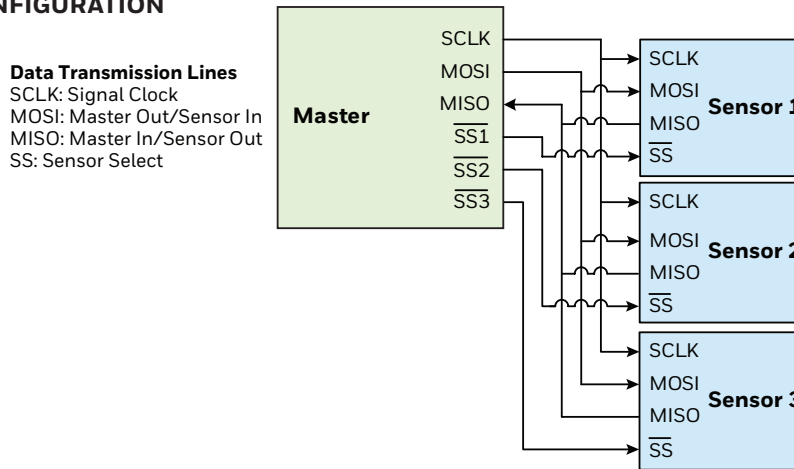 NFIGURATION
Data Transmission Lines
SCLK: Signal Clock
MOSI: Master Out/Sensor In
MISO: Master In/Sensor Out
SS: Sensor Select
Master
SCLK
MOSI
MISO
SS1
SS2
SS3
SCLK
MOSI
MISO
SS
Sensor 1
SCLK
MOSI
MISO
SS
Sensor 2
SCLK
MOSI
MISO
SS
Sensor 3